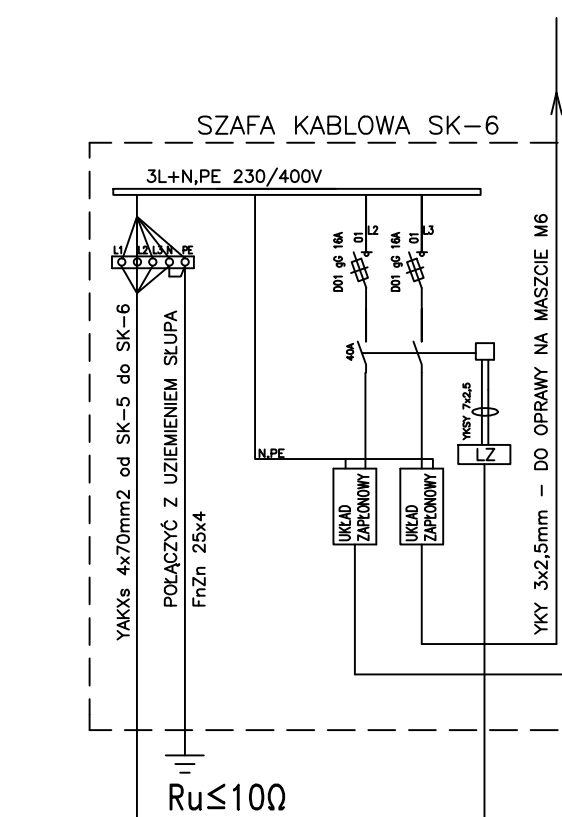 SZAFA KABLOWA SK-6
3L+N,PE 230/400V
L1 L2 L3 N PE
D01 gG 16A
01
L2
D01 gG 16A
01
L3
40A
YKSY 7x2,5
LZ
N,PE
UKŁAD
ZAPŁONOWY
UKŁAD
ZAPŁONOWY
YAKXs 4x70mm2 od SK-5 do SK-6
POŁĄCZYĆ Z UZIEMIENIEM SŁUPA
FnZn 25x4
YKY 3x2,5mm - DO OPRAWY NA MASZCIE M6
Ru≤10Ω